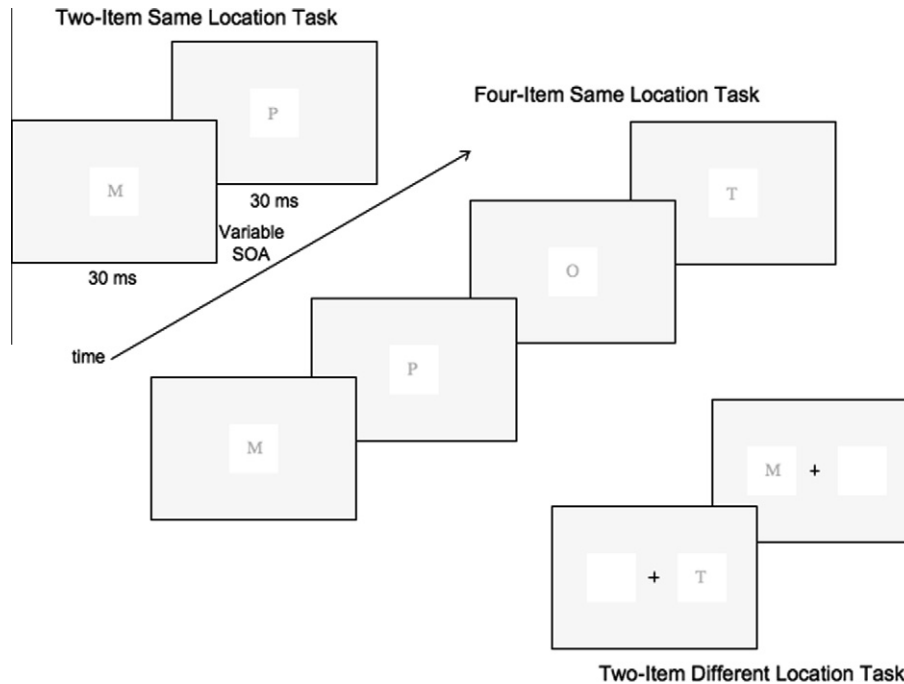 Two-Item Same Location Task
P
M
30 ms
Variable
SOA
30 ms
time
Four-Item Same Location Task
T
O
P
M
M +
+ T
Two-Item Different Location Task